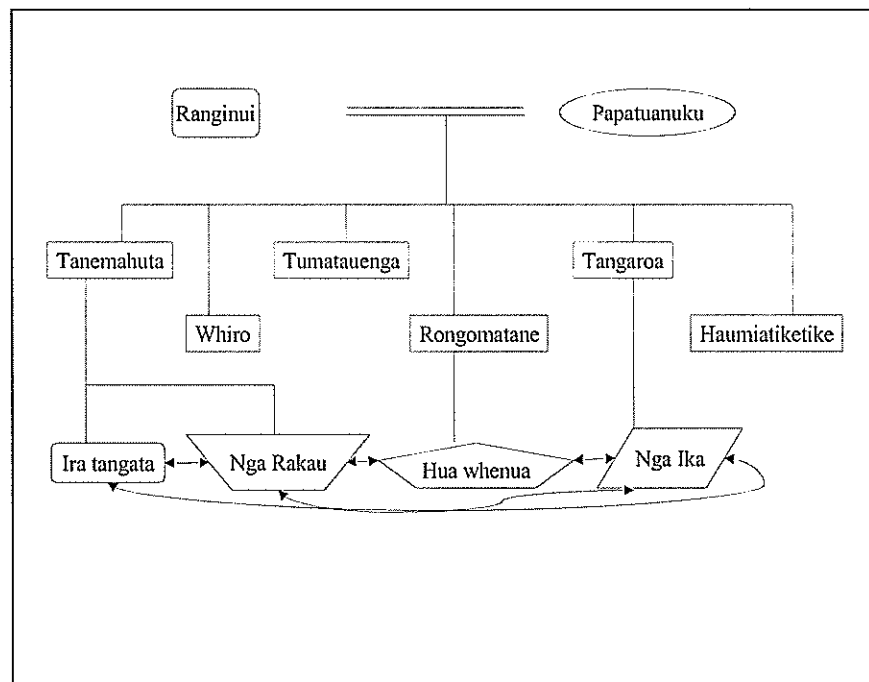 Ranginui
Papatuanuku
Tanemahuta
Tumatauenga
Tangaroa
Whiro
Rongomatane
Haumiatiketike
Ira tangata
Nga Rakau
Hua whenua
Nga Ika